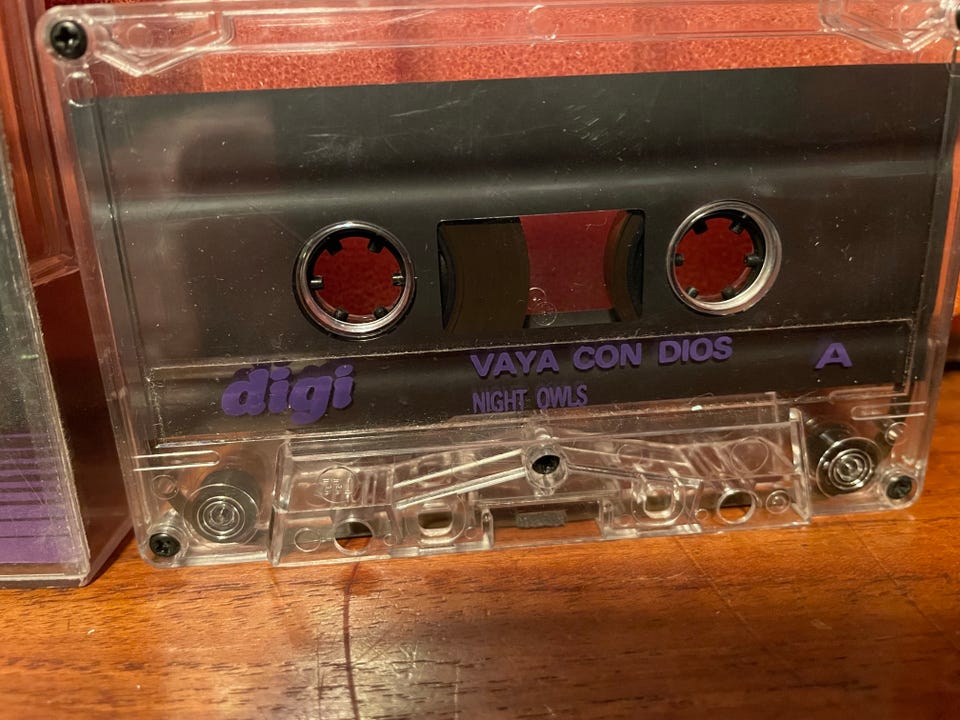 digi
VAYA CON DIOS
NIGHT OWLS
A